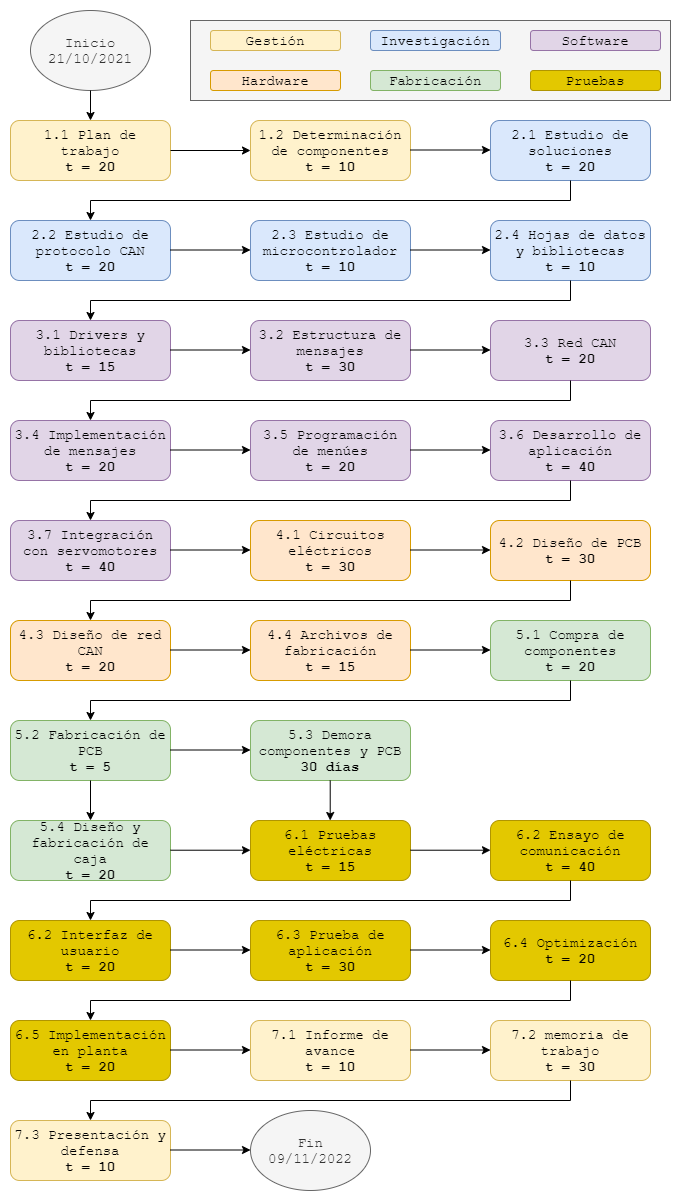 Inicio
21/10/2021
Gestión
Investigación
Software
Hardware
Fabricación
Pruebas
1.1 Plan de
trabajo
t = 20
1.2 Determinación
de componentes
t = 10
2.1 Estudio de
soluciones
t = 20
2.2 Estudio de
protocolo CAN
t = 20
2.3 Estudio de
microcontrolador
t = 10
2.4 Hojas de datos
y bibliotecas
t = 10
3.1 Drivers y
bibliotecas
t = 15
3.2 Estructura de
mensajes
t = 30
3.3 Red CAN
t = 20
3.4 Implementación
de mensajes
t = 20
3.5 Programación
de menúes
t = 20
3.6 Desarrollo de
aplicación
t = 40
3.7 Integración
con servomotores
t = 40
4.1 Circuitos
eléctricos
t = 30
4.2 Diseño de PCB
t = 30
4.3 Diseño de red
CAN
t = 20
4.4 Archivos de
fabricación
t = 15
5.1 Compra de
componentes
t = 20
5.2 Fabricación de
PCB
t = 5
5.3 Demora
componentes y PCB
30 días
5.4 Diseño y
fabricación de
caja
t = 20
6.1 Pruebas
eléctricas
t = 15
6.2 Ensayo de
comunicación
t = 40
6.2 Interfaz de
usuario
t = 20
6.3 Prueba de
aplicación
t = 30
6.4 Optimización
t = 20
6.5 Implementación
en planta
t = 20
7.1 Informe de
avance
t = 10
7.2 memoria de
trabajo
t = 30
7.3 Presentación y
defensa
t = 10
Fin
09/11/2022